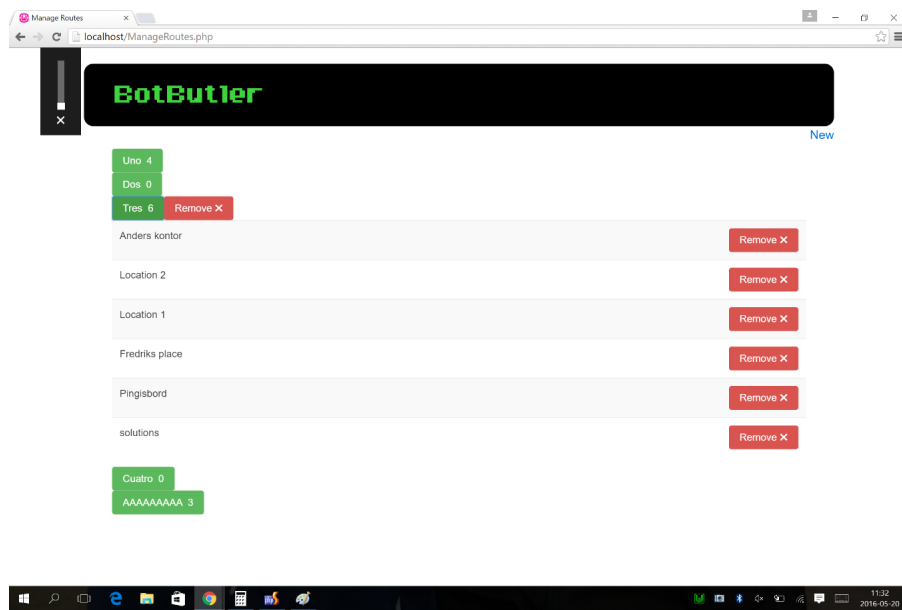 Manage Routes
localhost/ManageRoutes.php
BotButler
New
Uno 4
Dos 0
Tres 6 Remove
Anders kontor Remove
Location 2 Remove
Location 1 Remove
Fredriks place Remove
Pingisbord Remove
solutions Remove
Cuatro 0
AAAAAAAAA 3
11:32
2016-05-20